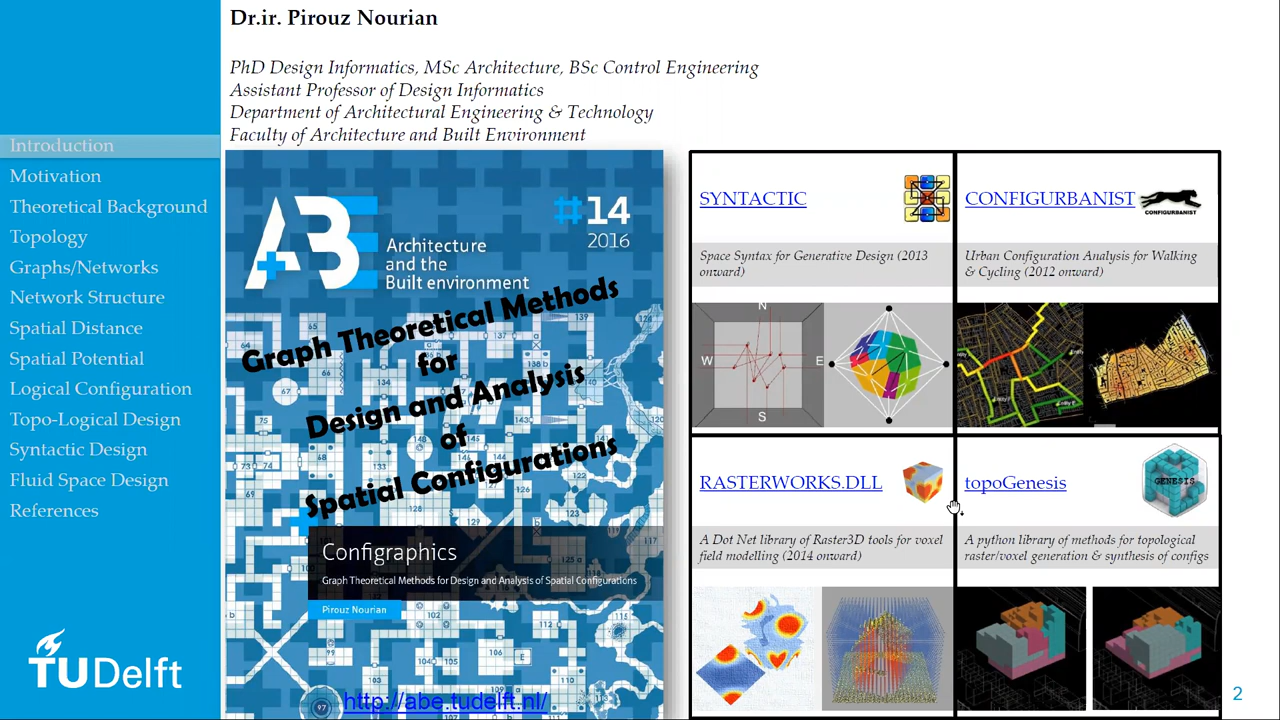 Dr.ir. Pirouz Nourian
PhD Design Informatics, MSc Architecture, BSc Control Engineering
Assistant Professor of Design Informatics
Department of Architectural Engineering & Technology
Faculty of Architecture and Built Environment
Introduction
Motivation
Theoretical Background
Topology
Graphs/Networks
Network Structure
Spatial Distance
Spatial Potential
Logical Configuration
Topo-Logical Design
Syntactic Design
Fluid Space Design
References
TUDelft
ABE
Architecture
and the
Built environment
#14
2016
Graph Theoretical Methods
for
Design and Analysis
of
Spatial Configurations
Configraphics
Graph Theoretical Methods for Design and Analysis of Spatial Configurations
Pirouz Nourian
http://abe.tudelft.nl/
SYNTACTIC
Space Syntax for Generative Design (2013
onward)
N
W
E
S
CONFIGURBANIST
CONFIGURBANIST
Urban Configuration Analysis for Walking
& Cycling (2012 onward)
RASTERWORKS.DLL
A Dot Net library of Raster3D tools for voxel
field modelling (2014 onward)
topoGenesis
GENESIS
A python library of methods for topological
raster/voxel generation & synthesis of configs
2